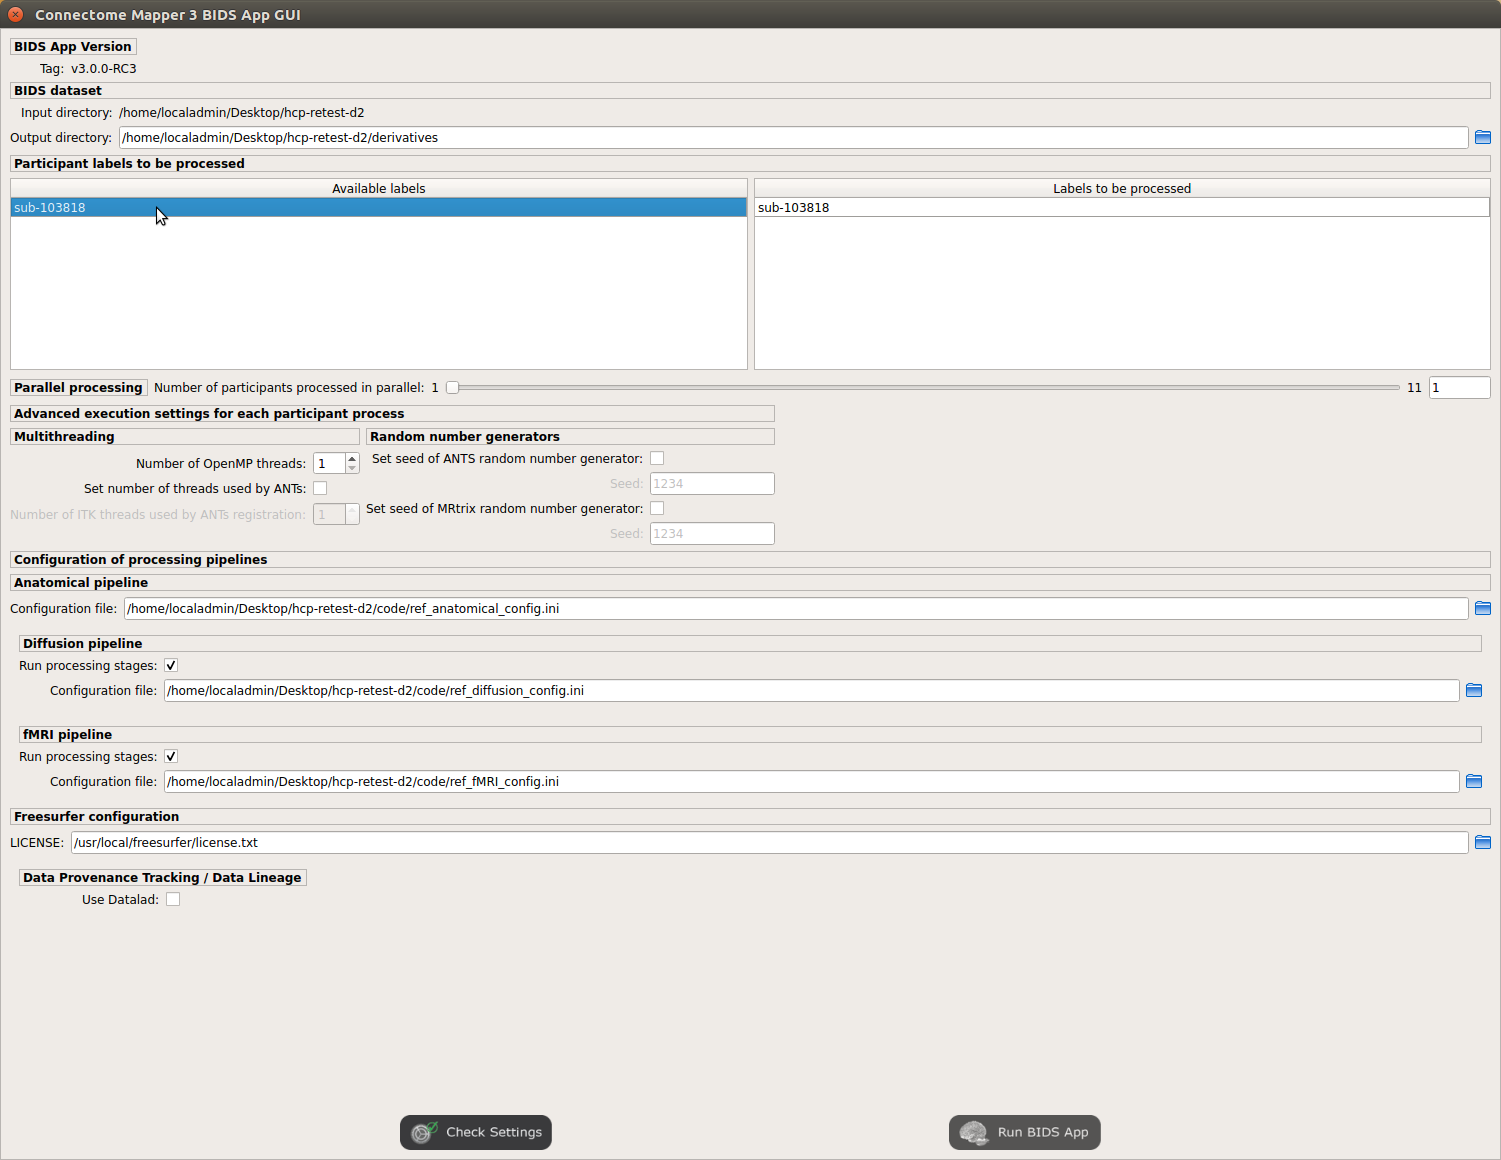 Connectome Mapper 3 BIDS App GUI
BIDS App Version
Tag: v3.0.0-RC3
BIDS dataset
Input directory: /home/localadmin/Desktop/hcp-retest-d2
Output directory: /home/localadmin/Desktop/hcp-retest-d2/derivatives
Participant labels to be processed
Available labels Labels to be processed
sub-103818 sub-103818
Parallel processing Number of participants processed in parallel: 1 11 1
Advanced execution settings for each participant process
Multithreading Random number generators
Number of OpenMP threads: 1 Set seed of ANTS random number generator:
Set number of threads used by ANTs: Seed: 1234
Number of ITK threads used by ANTs registration: 1 Set seed of MRtrix random number generator:
Seed: 1234
Configuration of processing pipelines
Anatomical pipeline
Configuration file: /home/localadmin/Desktop/hcp-retest-d2/code/ref_anatomical_config.ini
Diffusion pipeline
Run processing stages:
Configuration file: /home/localadmin/Desktop/hcp-retest-d2/code/ref_diffusion_config.ini
fMRI pipeline
Run processing stages:
Configuration file: /home/localadmin/Desktop/hcp-retest-d2/code/ref_fMRI_config.ini
Freesurfer configuration
LICENSE: /usr/local/freesurfer/license.txt
Data Provenance Tracking / Data Lineage
Use Datalad:
Check Settings Run BIDS App